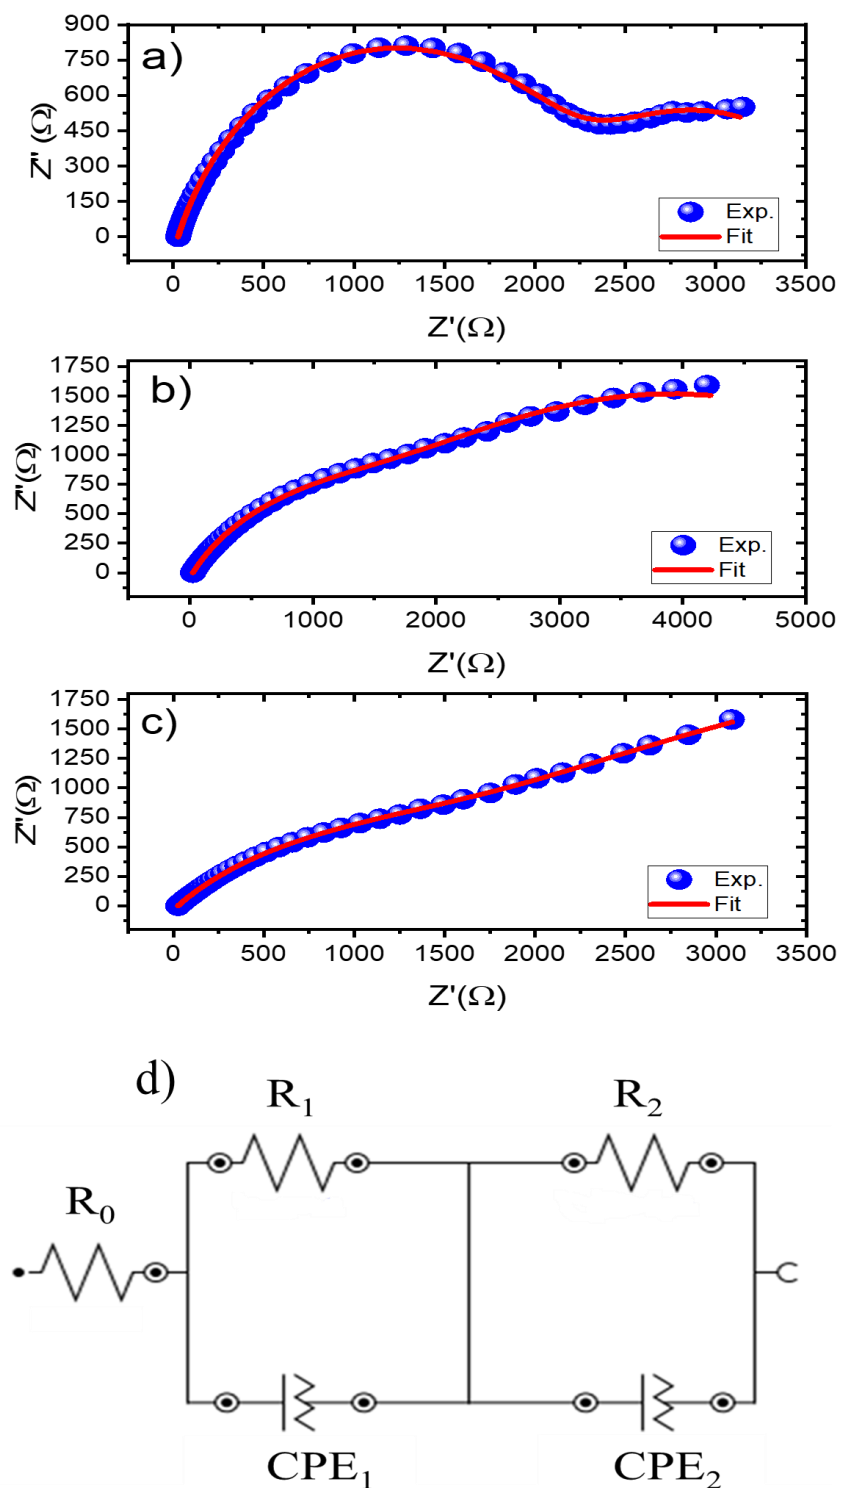 a)
900
750
600
450
300
150
0
Z" (Ω)
Exp.
Fit
0 500 1000 1500 2000 2500 3000 3500
Z'(Ω)
b)
1750
1500
1250
1000
750
500
250
0
Z"(Ω)
Exp.
Fit
0 1000 2000 3000 4000 5000
Z'(Ω)
c)
1750
1500
1250
1000
750
500
250
0
Z"(Ω)
Exp.
Fit
0 500 1000 1500 2000 2500 3000 3500
Z'(Ω)
d)
R₁ R₂
R₀
CPE₁ CPE₂